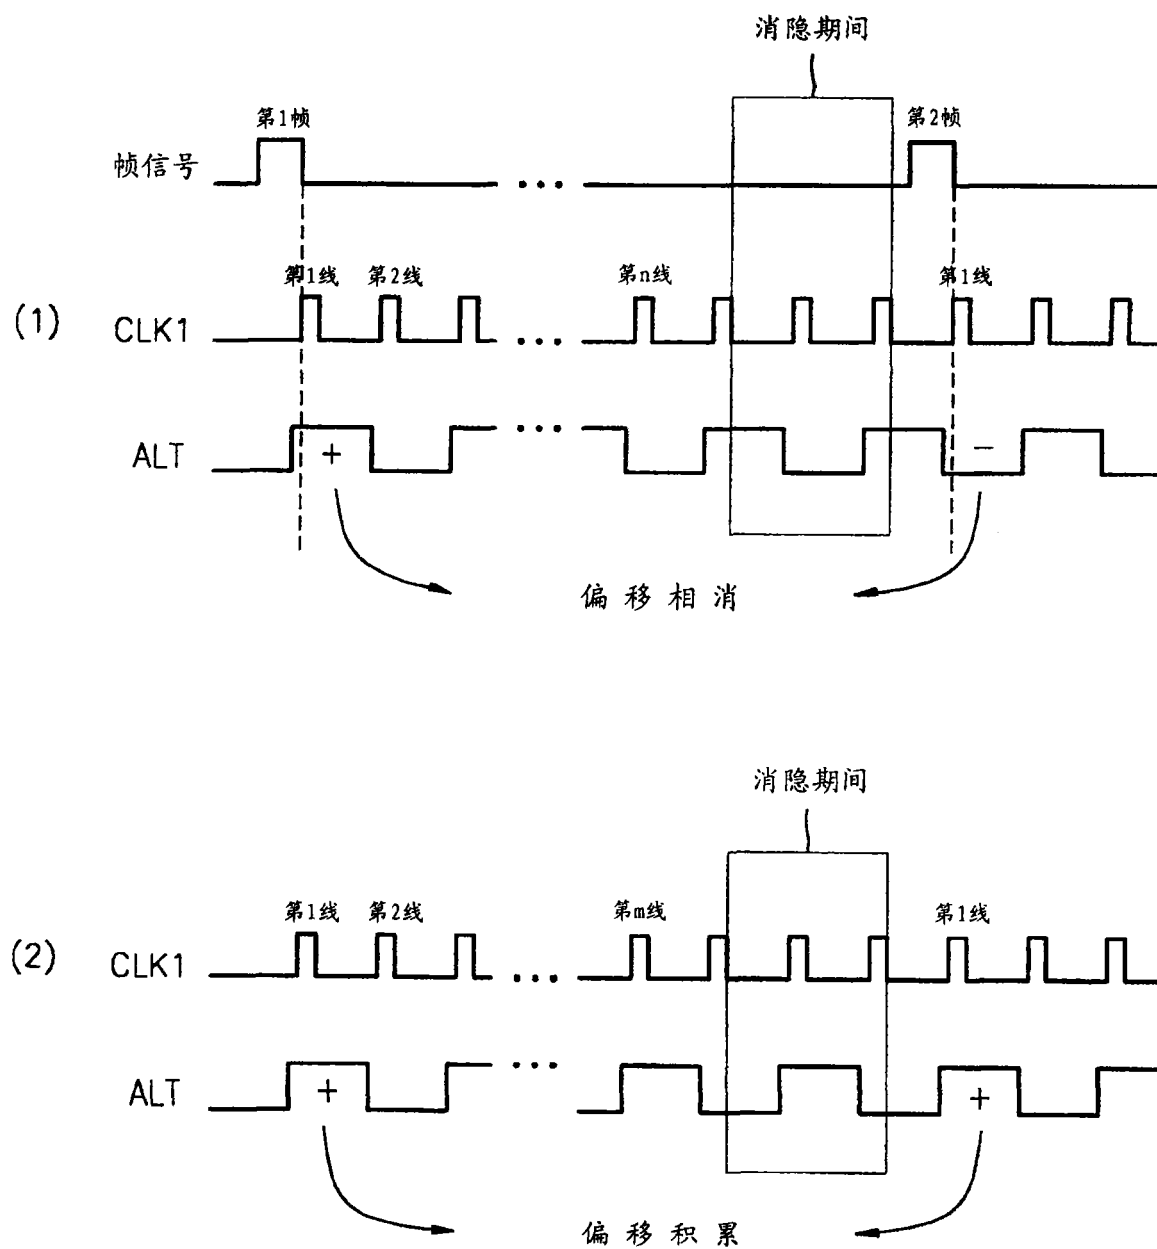 消隐期间
第1帧
第2帧
帧信号
第1线 第2线 第n线 第1线
(1) CLK1
ALT + −
偏移相消
消隐期间
第1线 第2线 第m线 第1线
(2) CLK1
ALT + +
偏移积累